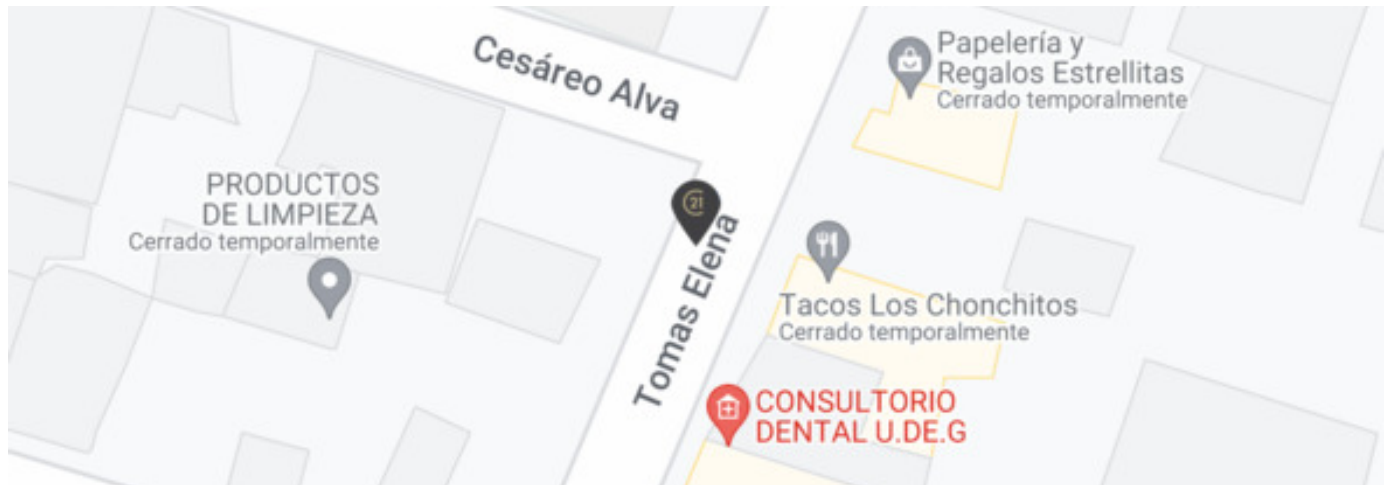 Cesáreo Alva
Papelería y
Regalos Estrellitas
Cerrado temporalmente
PRODUCTOS
DE LIMPIEZA
Cerrado temporalmente
21
Tomas Elena
Tacos Los Chonchitos
Cerrado temporalmente
CONSULTORIO
DENTAL U.DE.G